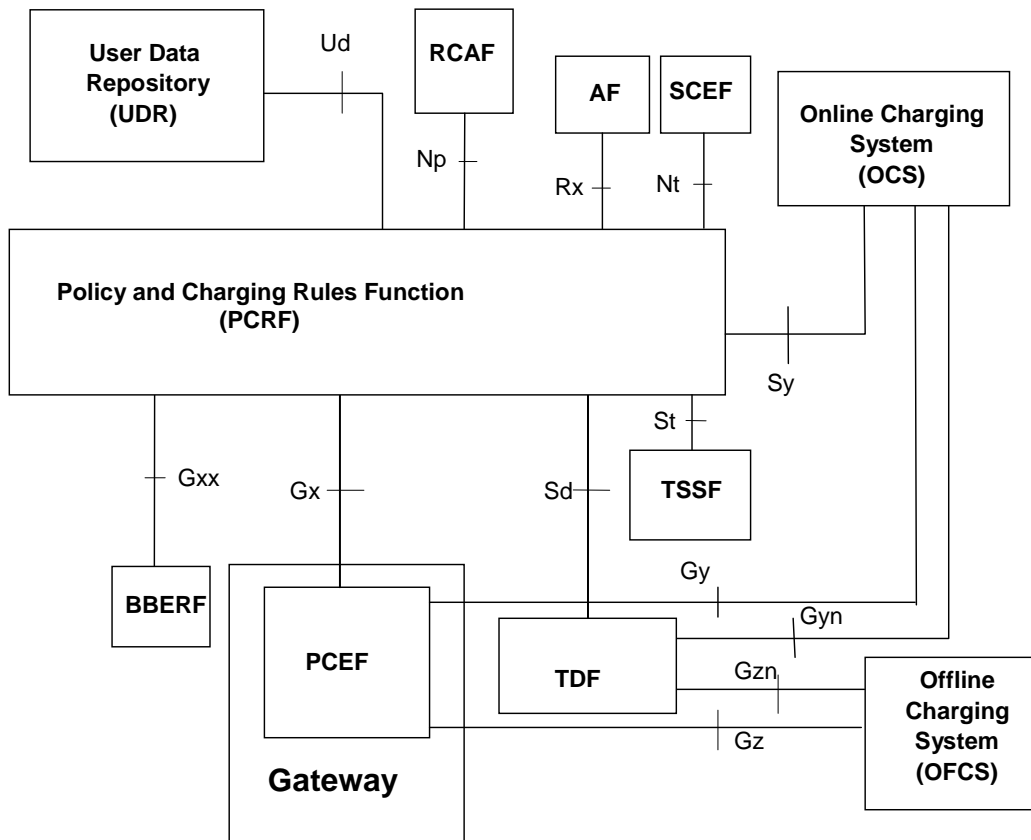 User Data
Repository
(UDR)
Ud
RCAF
Np
AF
Rx
SCEF
Nt
Online Charging
System
(OCS)
Policy and Charging Rules Function
(PCRF)
Sy
St
Gxx
Gx
Sd
TSSF
BBERF
PCEF
Gateway
TDF
Gy
Gyn
Gzn
Gz
Offline
Charging
System
(OFCS)